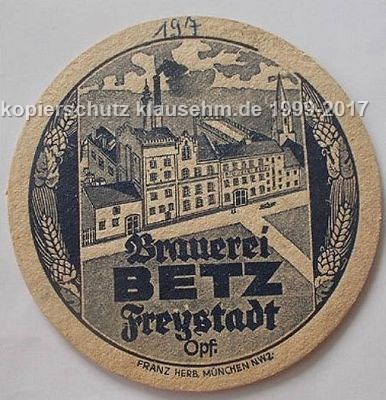 197
kopierschutz klausehm.de 1999-2017
Brauerei
BETZ
Freystadt
Opf.
FRANZ HERB, MÜNCHEN NW2·